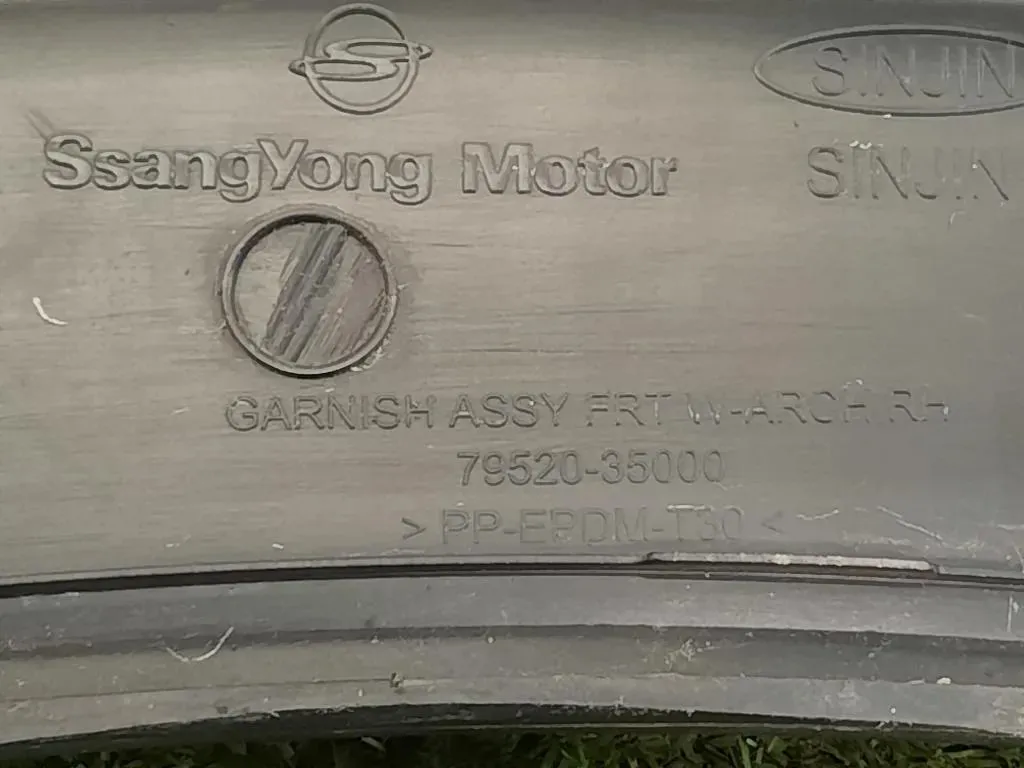 SINJIN
SsangYong Motor
SINJIN
GARNISH ASSY FRT W-ARCH RH
79520-35000
> PP-EPDM-T30 <